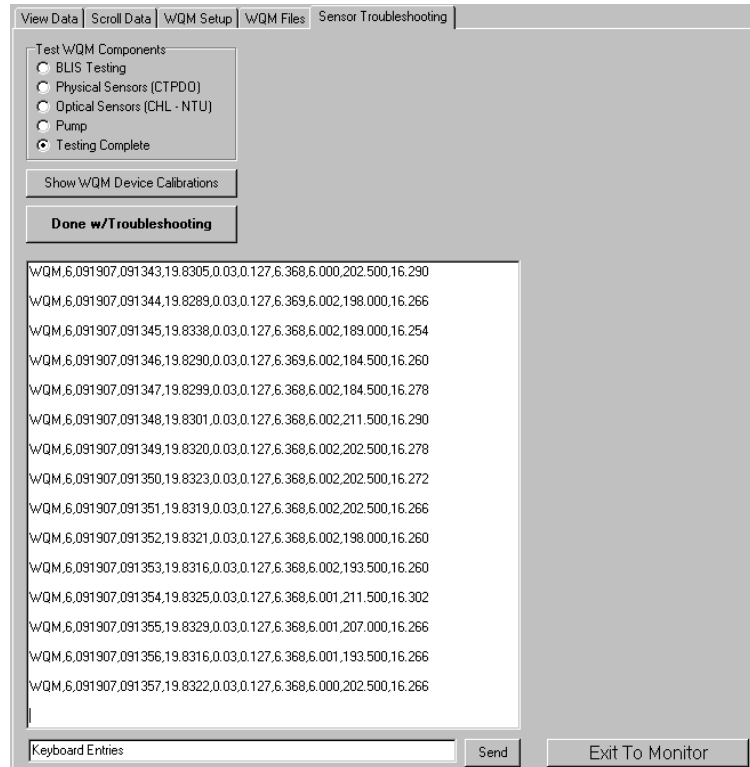 View Data Scroll Data WQM Setup WQM Files Sensor Troubleshooting
Test WQM Components
BLIS Testing
Physical Sensors (CTPDO)
Optical Sensors (CHL - NTU)
Pump
Testing Complete
Show WQM Device Calibrations
Done w/Troubleshooting
WQM,6,091907,091343,19.8305,0.03,0.127,6.368,6.000,202.500,16.290
WQM,6,091907,091344,19.8289,0.03,0.127,6.369,6.002,198.000,16.266
WQM,6,091907,091345,19.8338,0.03,0.127,6.368,6.002,189.000,16.254
WQM,6,091907,091346,19.8290,0.03,0.127,6.369,6.002,184.500,16.260
WQM,6,091907,091347,19.8299,0.03,0.127,6.368,6.002,184.500,16.278
WQM,6,091907,091348,19.8301,0.03,0.127,6.368,6.002,211.500,16.290
WQM,6,091907,091349,19.8320,0.03,0.127,6.368,6.002,202.500,16.278
WQM,6,091907,091350,19.8323,0.03,0.127,6.368,6.002,202.500,16.272
WQM,6,091907,091351,19.8319,0.03,0.127,6.368,6.002,202.500,16.266
WQM,6,091907,091352,19.8321,0.03,0.127,6.368,6.002,198.000,16.260
WQM,6,091907,091353,19.8316,0.03,0.127,6.368,6.002,193.500,16.260
WQM,6,091907,091354,19.8325,0.03,0.127,6.368,6.001,211.500,16.302
WQM,6,091907,091355,19.8329,0.03,0.127,6.368,6.001,207.000,16.266
WQM,6,091907,091356,19.8316,0.03,0.127,6.368,6.001,193.500,16.266
WQM,6,091907,091357,19.8322,0.03,0.127,6.368,6.000,202.500,16.266
Keyboard Entries Send Exit To Monitor